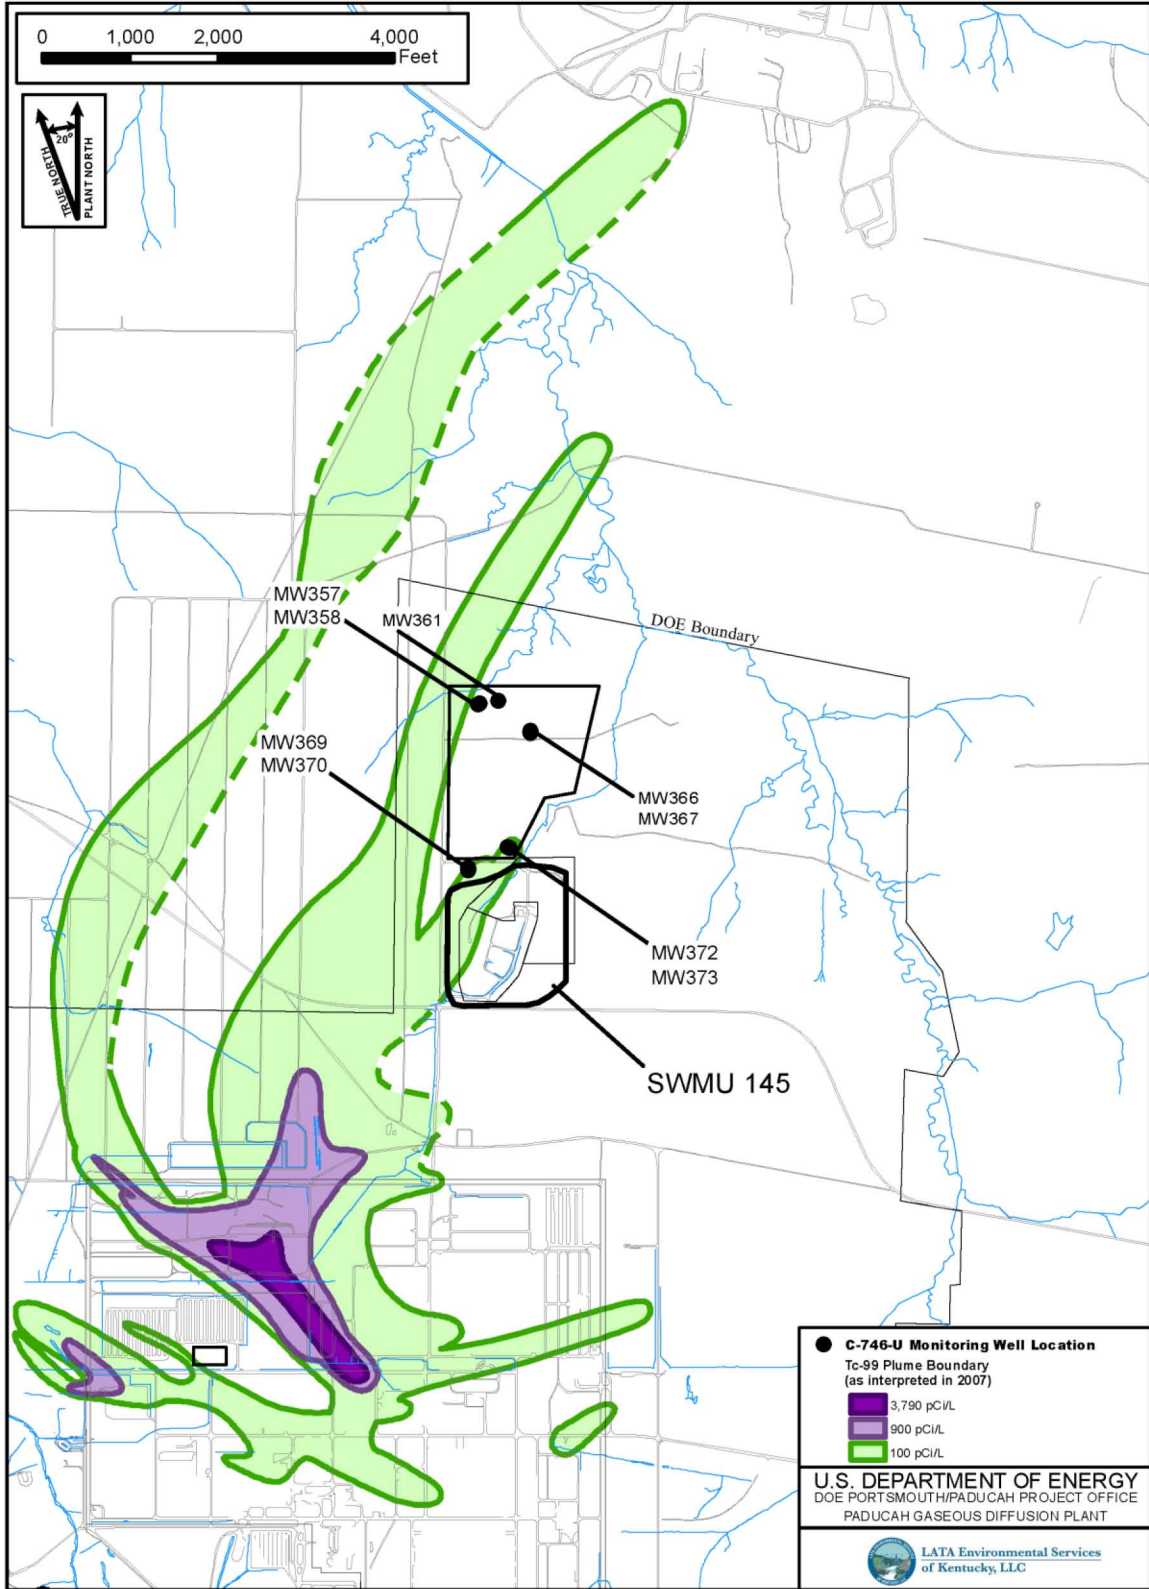 0 1,000 2,000 4,000
Feet
20°
TRUE NORTH
PLANT NORTH
MW357
MW358
MW361
DOE Boundary
MW369
MW370
MW366
MW367
MW372
MW373
SWMU 145
C-746-U Monitoring Well Location
Tc-99 Plume Boundary
(as interpreted in 2007)
3,790 pCi/L
900 pCi/L
100 pCi/L
U.S. DEPARTMENT OF ENERGY
DOE PORTSMOUTH/PADUCAH PROJECT OFFICE
PADUCAH GASEOUS DIFFUSION PLANT
LATA Environmental Services
of Kentucky, LLC